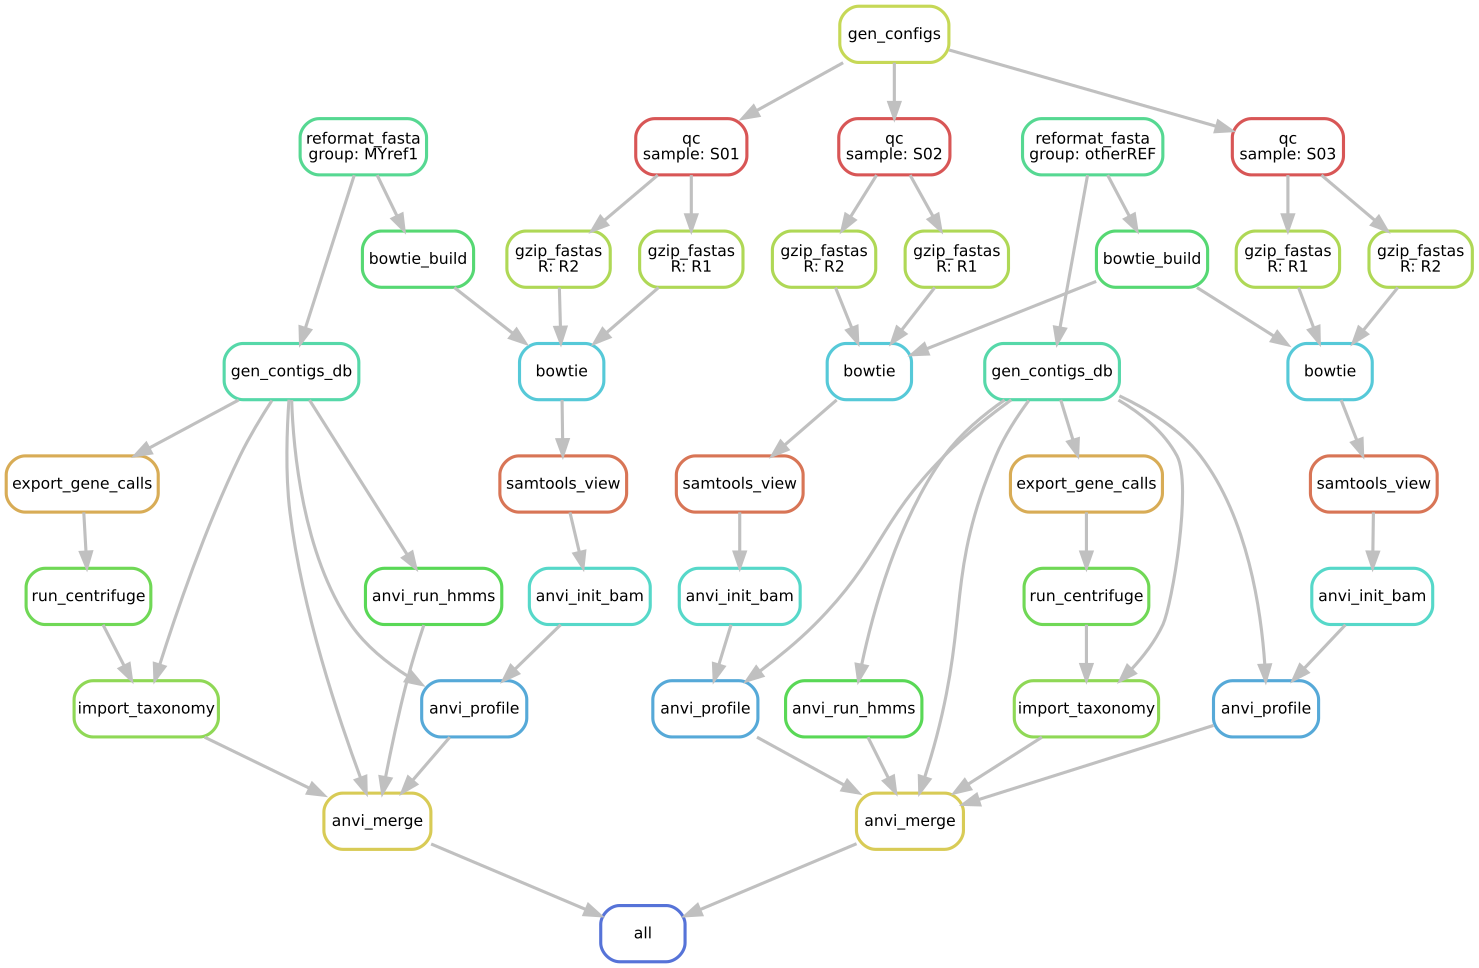 gen_configs
reformat_fasta
group: MYref1
qc
sample: S01
qc
sample: S02
reformat_fasta
group: otherREF
qc
sample: S03
bowtie_build
gzip_fastas
R: R2
gzip_fastas
R: R1
gzip_fastas
R: R2
gzip_fastas
R: R1
bowtie_build
gzip_fastas
R: R1
gzip_fastas
R: R2
gen_contigs_db
bowtie
bowtie
gen_contigs_db
bowtie
export_gene_calls
samtools_view
samtools_view
export_gene_calls
samtools_view
run_centrifuge
anvi_run_hmms
anvi_init_bam
anvi_init_bam
run_centrifuge
anvi_init_bam
import_taxonomy
anvi_profile
anvi_profile
anvi_run_hmms
import_taxonomy
anvi_profile
anvi_merge
anvi_merge
all